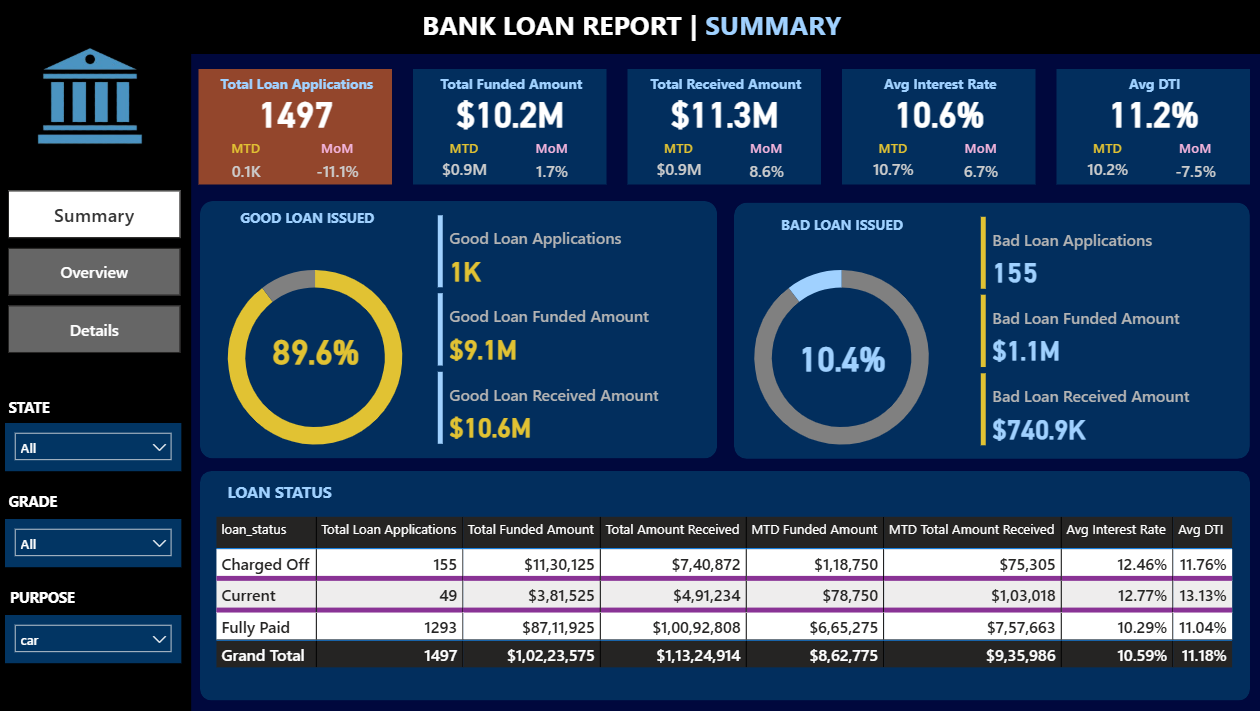 BANK LOAN REPORT | SUMMARY
Total Loan Applications
1497
MTD MoM
0.1K -11.1%
Total Funded Amount
$10.2M
MTD MoM
$0.9M 1.7%
Total Received Amount
$11.3M
MTD MoM
$0.9M 8.6%
Avg Interest Rate
10.6%
MTD MoM
10.7% 6.7%
Avg DTI
11.2%
MTD MoM
10.2% -7.5%
Summary
Overview
Details
STATE
All
GRADE
All
PURPOSE
car
GOOD LOAN ISSUED
89.6%
Good Loan Applications
1K
Good Loan Funded Amount
$9.1M
Good Loan Received Amount
$10.6M
BAD LOAN ISSUED
10.4%
Bad Loan Applications
155
Bad Loan Funded Amount
$1.1M
Bad Loan Received Amount
$740.9K
LOAN STATUS
loan_status Total Loan Applications Total Funded Amount Total Amount Received MTD Funded Amount MTD Total Amount Received Avg Interest Rate Avg DTI
Charged Off 155 $11,30,125 $7,40,872 $1,18,750 $75,305 12.46% 11.76%
Current 49 $3,81,525 $4,91,234 $78,750 $1,03,018 12.77% 13.13%
Fully Paid 1293 $87,11,925 $1,00,92,808 $6,65,275 $7,57,663 10.29% 11.04%
Grand Total 1497 $1,02,23,575 $1,13,24,914 $8,62,775 $9,35,986 10.59% 11.18%